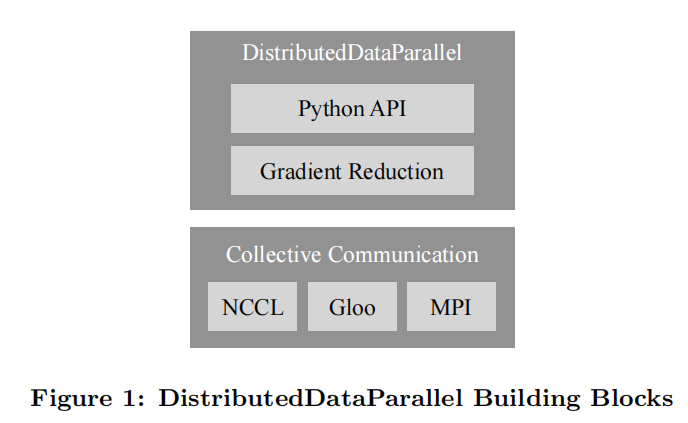 DistributedDataParallel
Python API
Gradient Reduction
Collective Communication
NCCL Gloo MPI
Figure 1: DistributedDataParallel Building Blocks